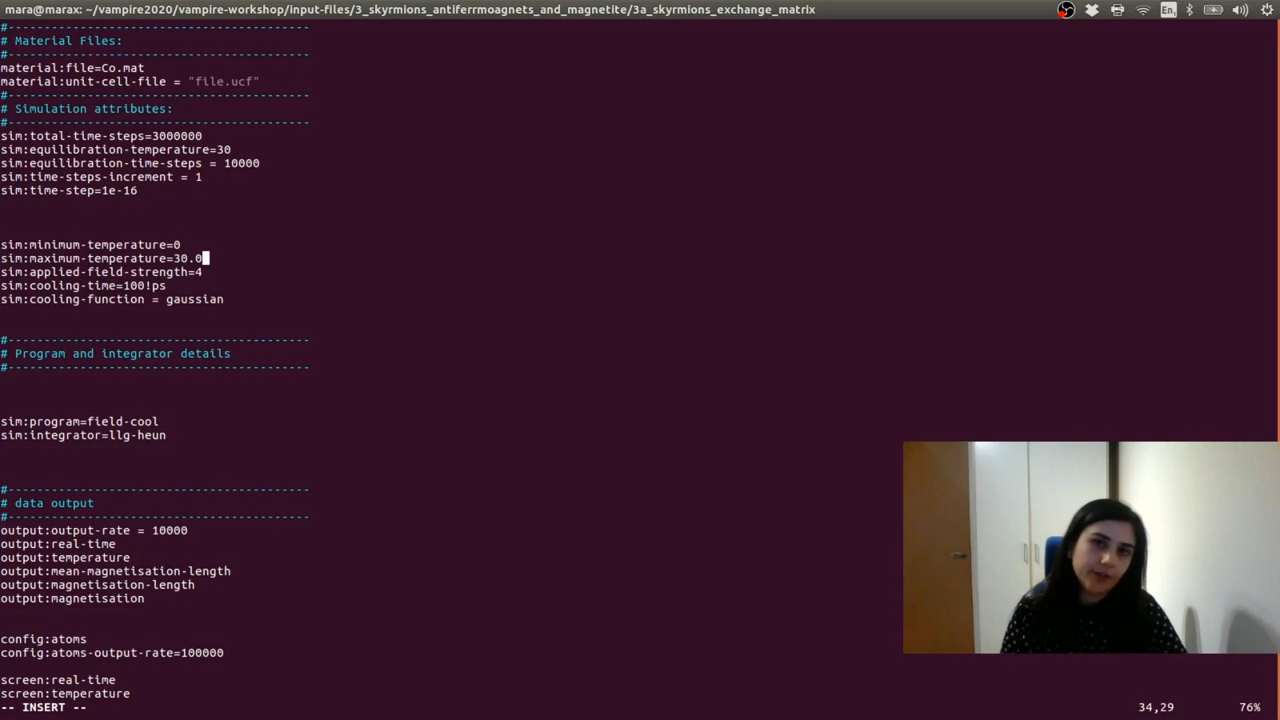 mara@marax: ~/vampire2020/vampire-workshop/input-files/3_skyrmions_antiferrmoagnets_and_magnetite/3a_skyrmions_exchange_matrix
En1
#------------------------------------------
# Material Files:
#------------------------------------------
material:file=Co.mat
material:unit-cell-file = "file.ucf"
#------------------------------------------
# Simulation attributes:
#------------------------------------------
sim:total-time-steps=3000000
sim:equilibration-temperature=30
sim:equilibration-time-steps = 10000
sim:time-steps-increment = 1
sim:time-step=1e-16
sim:minimum-temperature=0
sim:maximum-temperature=30.0
sim:applied-field-strength=4
sim:cooling-time=100!ps
sim:cooling-function = gaussian
#------------------------------------------
# Program and integrator details
#------------------------------------------
sim:program=field-cool
sim:integrator=llg-heun
#------------------------------------------
# data output
#------------------------------------------
output:output-rate = 10000
output:real-time
output:temperature
output:mean-magnetisation-length
output:magnetisation-length
output:magnetisation
config:atoms
config:atoms-output-rate=100000
screen:real-time
screen:temperature
-- INSERT --
34,29
76%